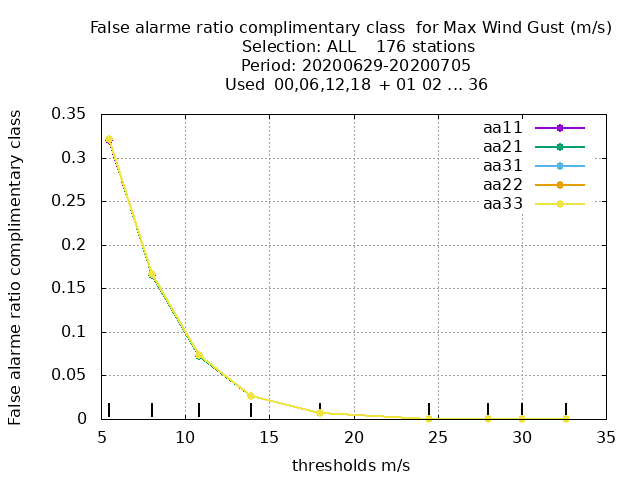 False alarme ratio complimentary class  for Max Wind Gust (m/s)
Selection: ALL    176 stations
Period: 20200629-20200705
Used 00,06,12,18 + 01 02 ... 36
False alarme ratio complimentary class
0.35
0.3
0.25
0.2
0.15
0.1
0.05
0
aa11
aa21
aa31
aa22
aa33
5 10 15 20 25 30 35
thresholds m/s